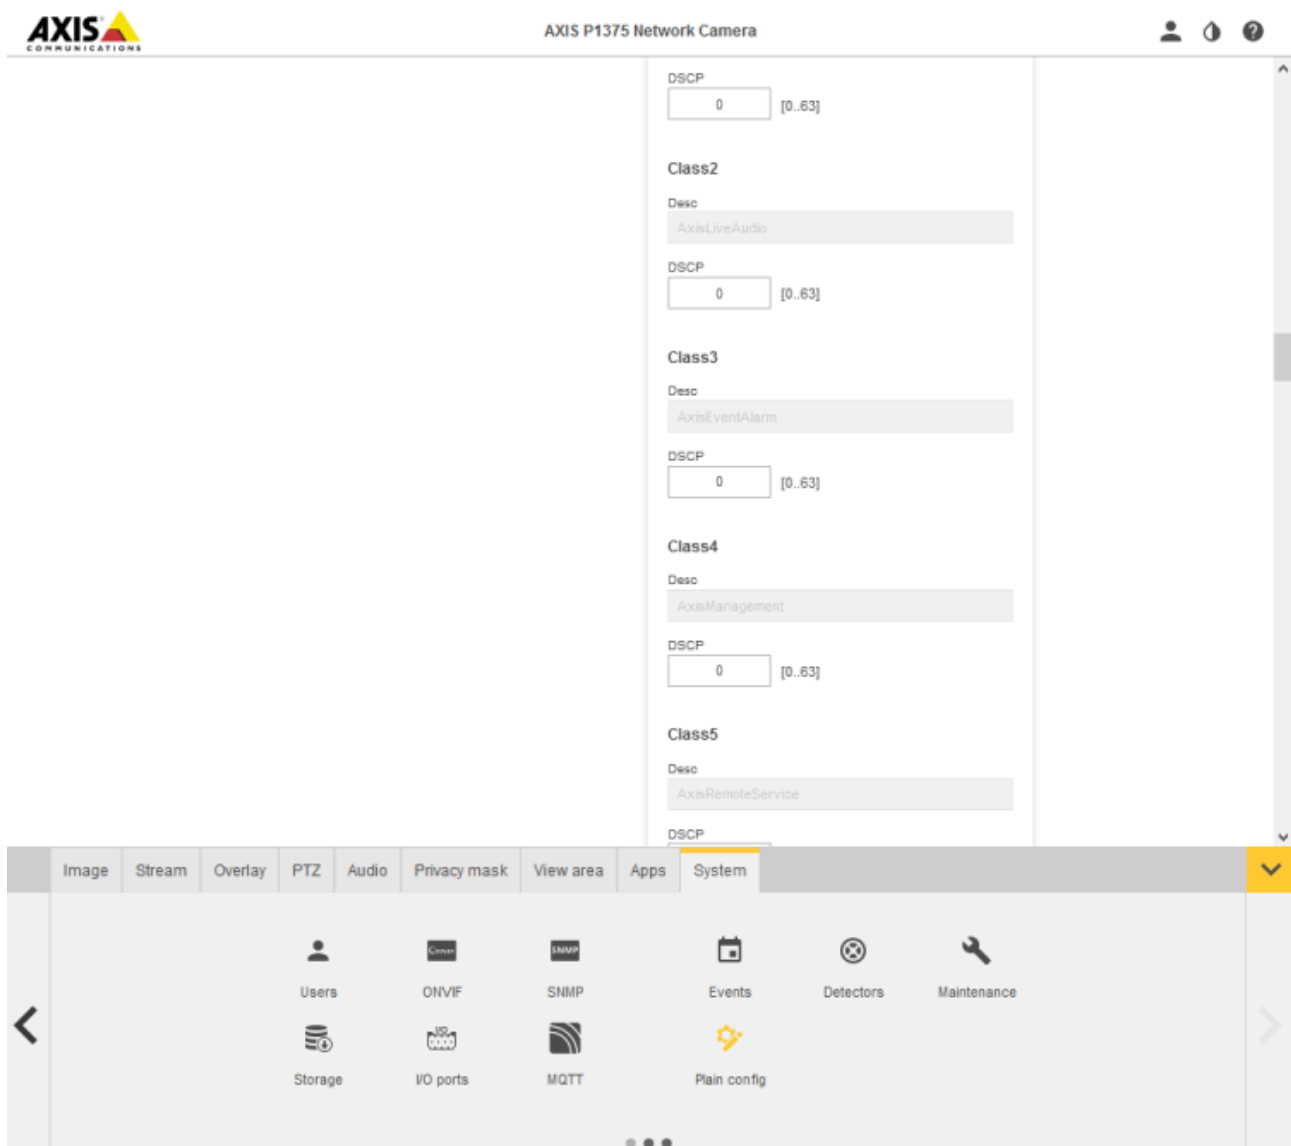 AXIS
COMMUNICATIONS
AXIS P1375 Network Camera
DSCP
0 [0..63]
Class2
Desc
AxisLiveAudio
DSCP
0 [0..63]
Class3
Desc
AxisEventAlarm
DSCP
0 [0..63]
Class4
Desc
AxisManagement
DSCP
0 [0..63]
Class5
Desc
AxisRemoteService
DSCP
Image Stream Overlay PTZ Audio Privacy mask View area Apps System
SNMP
Users ONVIF SNMP Events Detectors Maintenance
I/O
Storage I/O ports MQTT Plain config